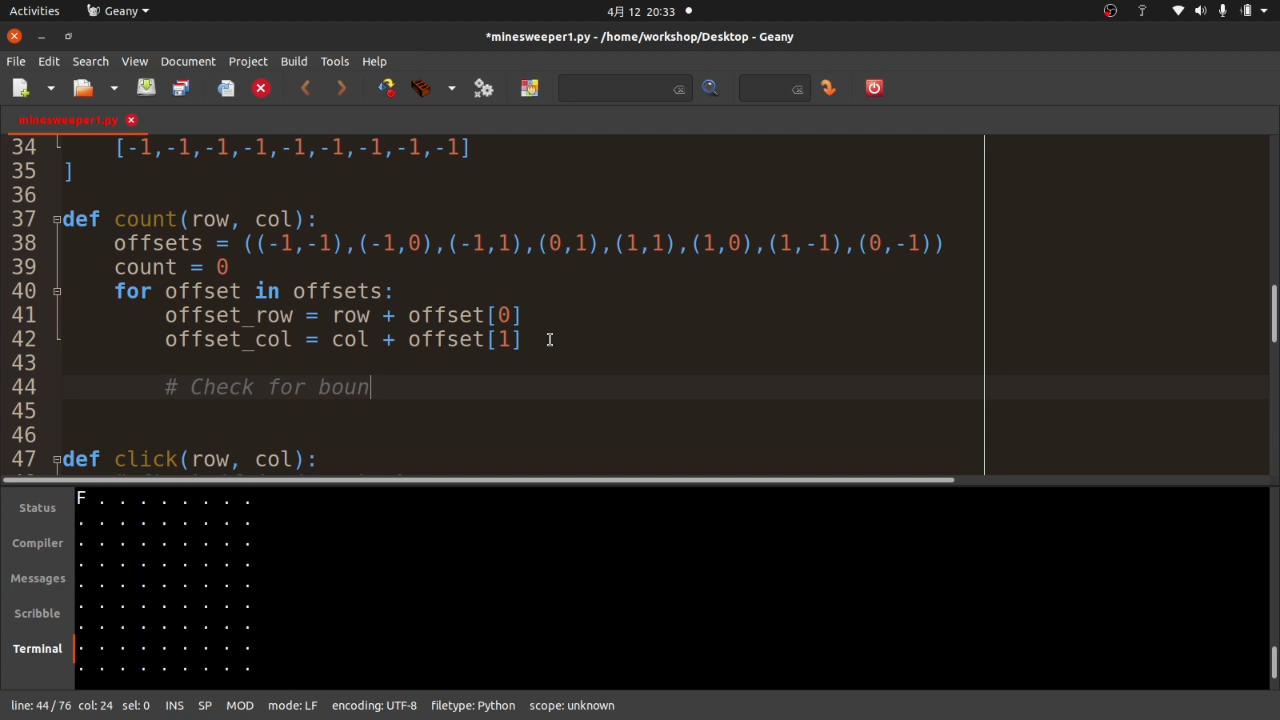 Activities Geany 4月 12 20:33
*minesweeper1.py - /home/workshop/Desktop - Geany
File Edit Search View Document Project Build Tools Help
minesweeper1.py
34 [-1,-1,-1,-1,-1,-1,-1,-1,-1]
35 ]
36
37 def count(row, col):
38 offsets = ((-1,-1),(-1,0),(-1,1),(0,1),(1,1),(1,0),(1,-1),(0,-1))
39 count = 0
40 for offset in offsets:
41 offset_row = row + offset[0]
42 offset_col = col + offset[1]
43
44 # Check for boun
45
46
47 def click(row, col):
Status
Compiler
Messages
Scribble
Terminal
F . . . . . . . .
. . . . . . . . .
. . . . . . . . .
. . . . . . . . .
. . . . . . . . .
. . . . . . . . .
. . . . . . . . .
. . . . . . . . .
. . . . . . . . .
line: 44 / 76 col: 24 sel: 0 INS SP MOD mode: LF encoding: UTF-8 filetype: Python scope: unknown